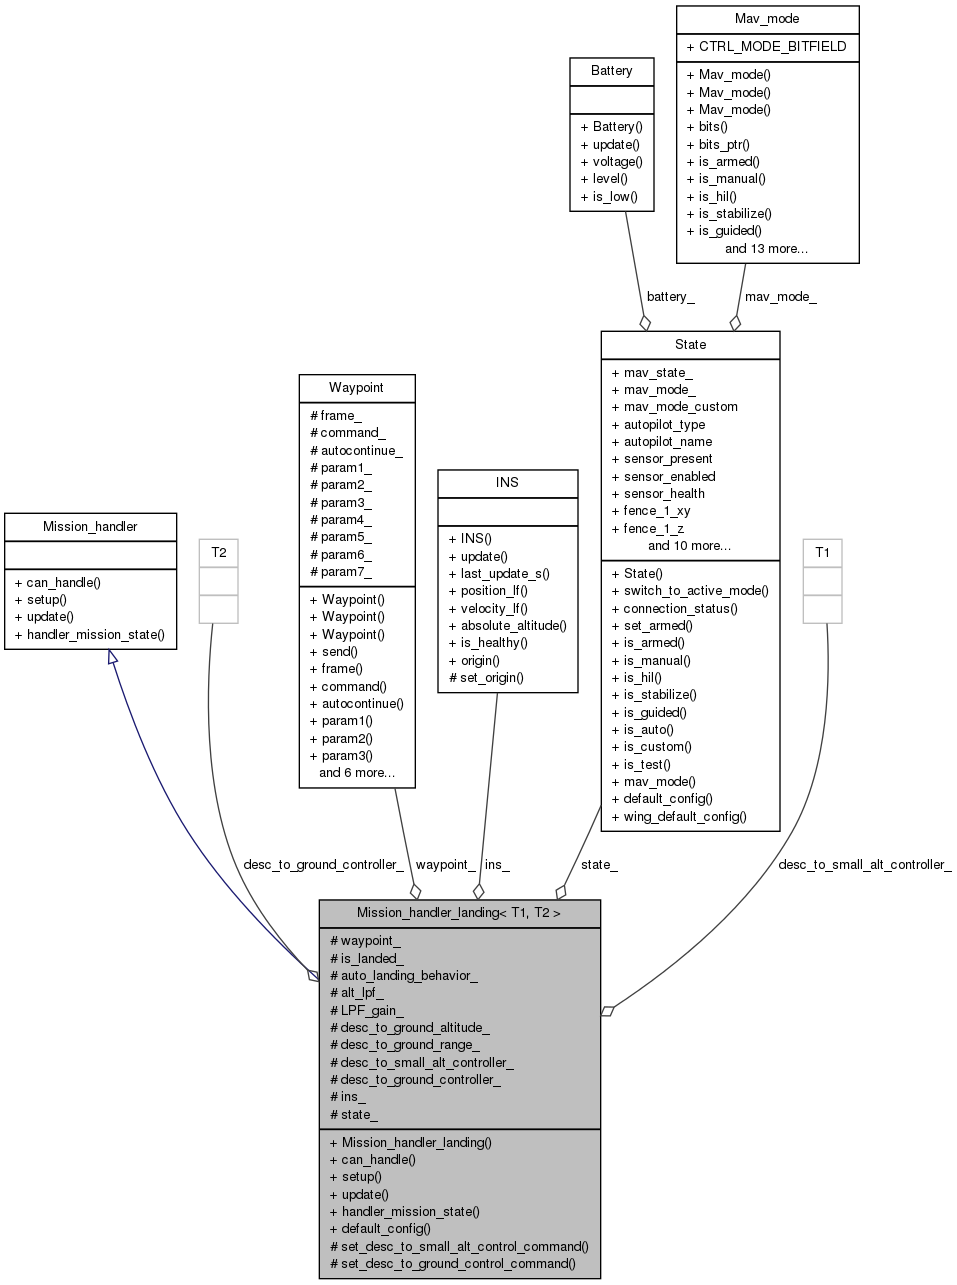 Mav_mode
+ CTRL_MODE_BITFIELD
+ Mav_mode()
+ Mav_mode()
+ Mav_mode()
+ bits()
+ bits_ptr()
+ is_armed()
+ is_manual()
+ is_hil()
+ is_stabilize()
+ is_guided()
and 13 more...
Battery
+ Battery()
+ update()
+ voltage()
+ level()
+ is_low()
battery_
mav_mode_
State
+ mav_state_
+ mav_mode_
+ mav_mode_custom
+ autopilot_type
+ autopilot_name
+ sensor_present
+ sensor_enabled
+ sensor_health
+ fence_1_xy
+ fence_1_z
and 10 more...
+ State()
+ switch_to_active_mode()
+ connection_status()
+ set_armed()
+ is_armed()
+ is_manual()
+ is_hil()
+ is_stabilize()
+ is_guided()
+ is_auto()
+ is_custom()
+ is_test()
+ mav_mode()
+ default_config()
+ wing_default_config()
Waypoint
# frame_
# command_
# autocontinue_
# param1_
# param2_
# param3_
# param4_
# param5_
# param6_
# param7_
+ Waypoint()
+ Waypoint()
+ Waypoint()
+ send()
+ frame()
+ command()
+ autocontinue()
+ param1()
+ param2()
+ param3()
and 6 more...
INS
+ INS()
+ update()
+ last_update_s()
+ position_lf()
+ velocity_lf()
+ absolute_altitude()
+ is_healthy()
+ origin()
# set_origin()
Mission_handler
+ can_handle()
+ setup()
+ update()
+ handler_mission_state()
T2
T1
desc_to_ground_controller_
waypoint_
ins_
state_
desc_to_small_alt_controller_
Mission_handler_landing< T1, T2 >
# waypoint_
# is_landed_
# auto_landing_behavior_
# alt_lpf_
# LPF_gain_
# desc_to_ground_altitude_
# desc_to_ground_range_
# desc_to_small_alt_controller_
# desc_to_ground_controller_
# ins_
# state_
+ Mission_handler_landing()
+ can_handle()
+ setup()
+ update()
+ handler_mission_state()
+ default_config()
# set_desc_to_small_alt_control_command()
# set_desc_to_ground_control_command()